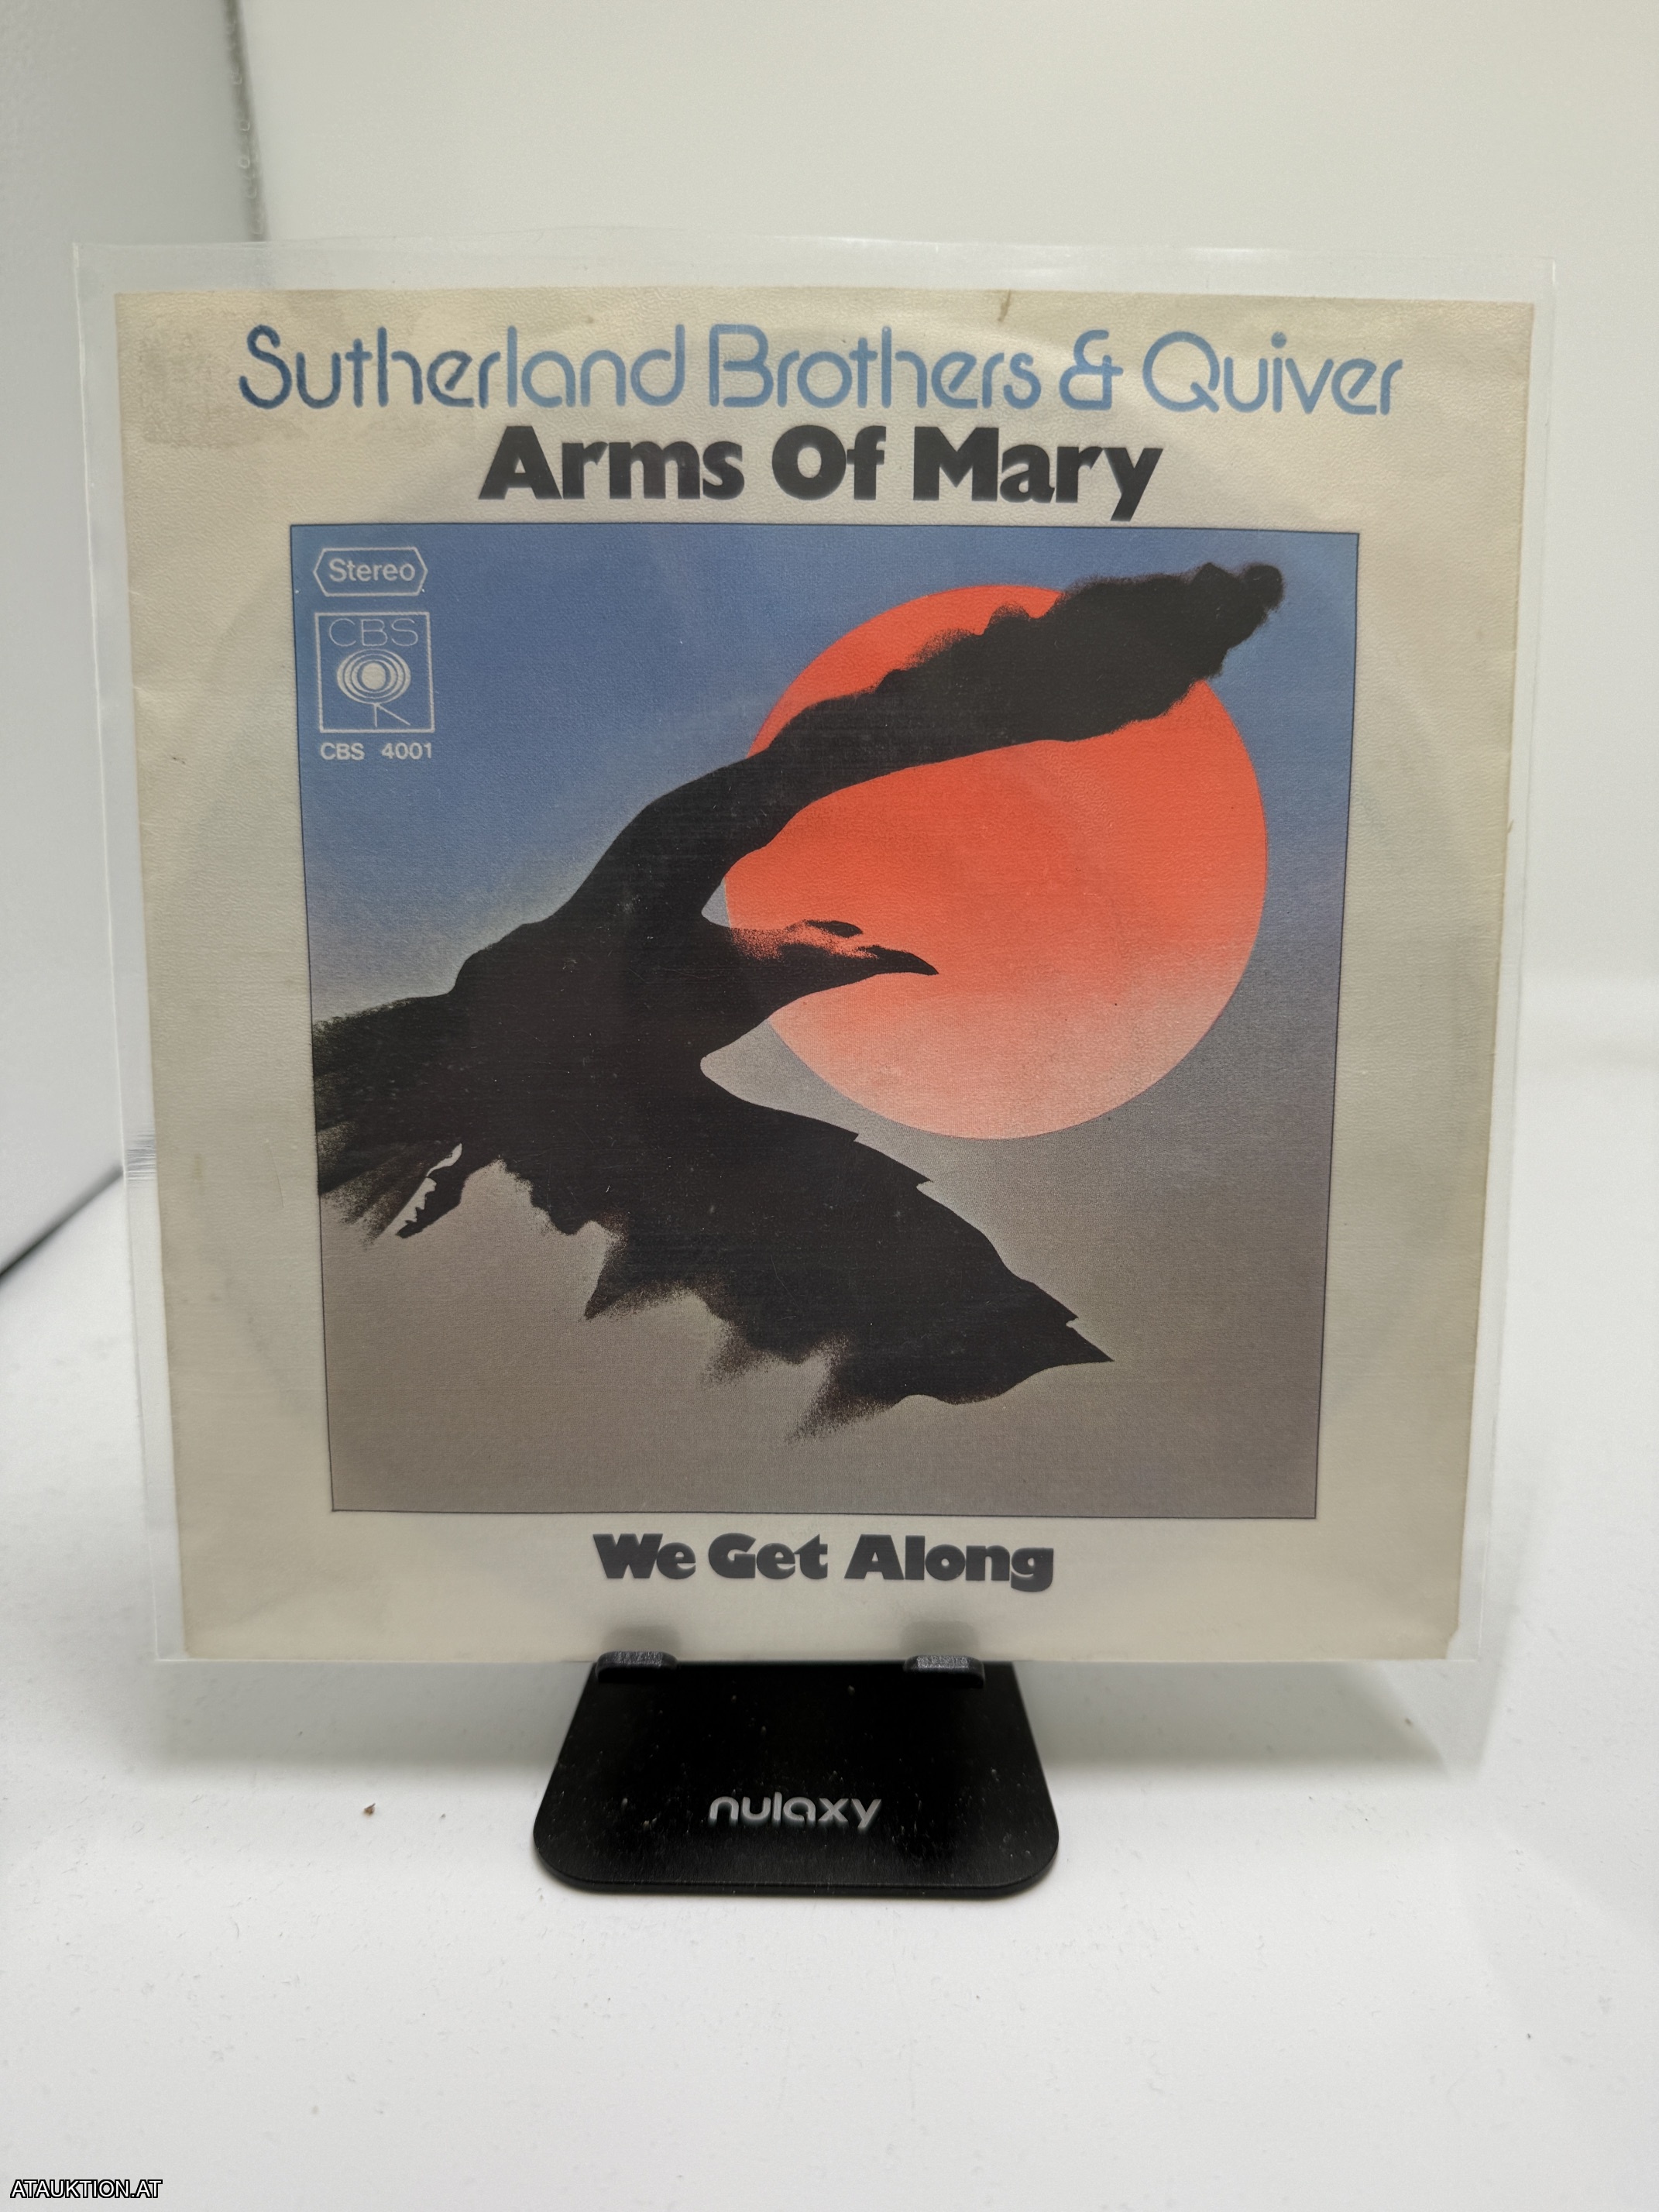 Sutherland Brothers & Quiver
Arms Of Mary
Stereo
CBS
CBS 4001
We Get Along
nulaxy
ATAUKTION.AT